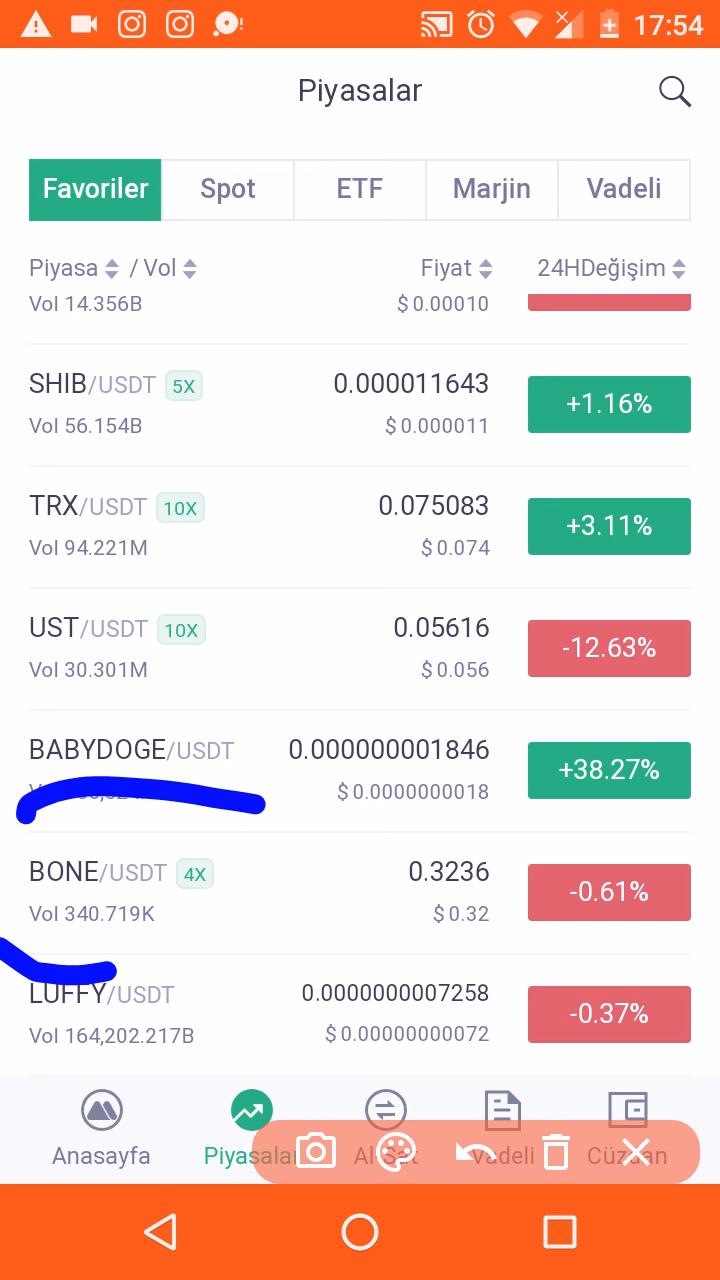 17:54
Piyasalar
Favoriler Spot ETF Marjin Vadeli
Piyasa / Vol Fiyat 24HDeğişim
Vol 14.356B $ 0.00010
SHIB/USDT 5X 0.000011643 +1.16%
Vol 56.154B $ 0.000011
TRX/USDT 10X 0.075083 +3.11%
Vol 94.221M $ 0.074
UST/USDT 10X 0.05616 -12.63%
Vol 30.301M $ 0.056
BABYDOGE/USDT 0.000000001846 +38.27%
$ 0.0000000018
BONE/USDT 4X 0.3236 -0.61%
Vol 340.719K $ 0.32
LUFFY/USDT 0.0000000007258 -0.37%
Vol 164,202.217B $ 0.00000000072
Anasayfa Piyasalar Al-Sat Vadeli Cüzdan